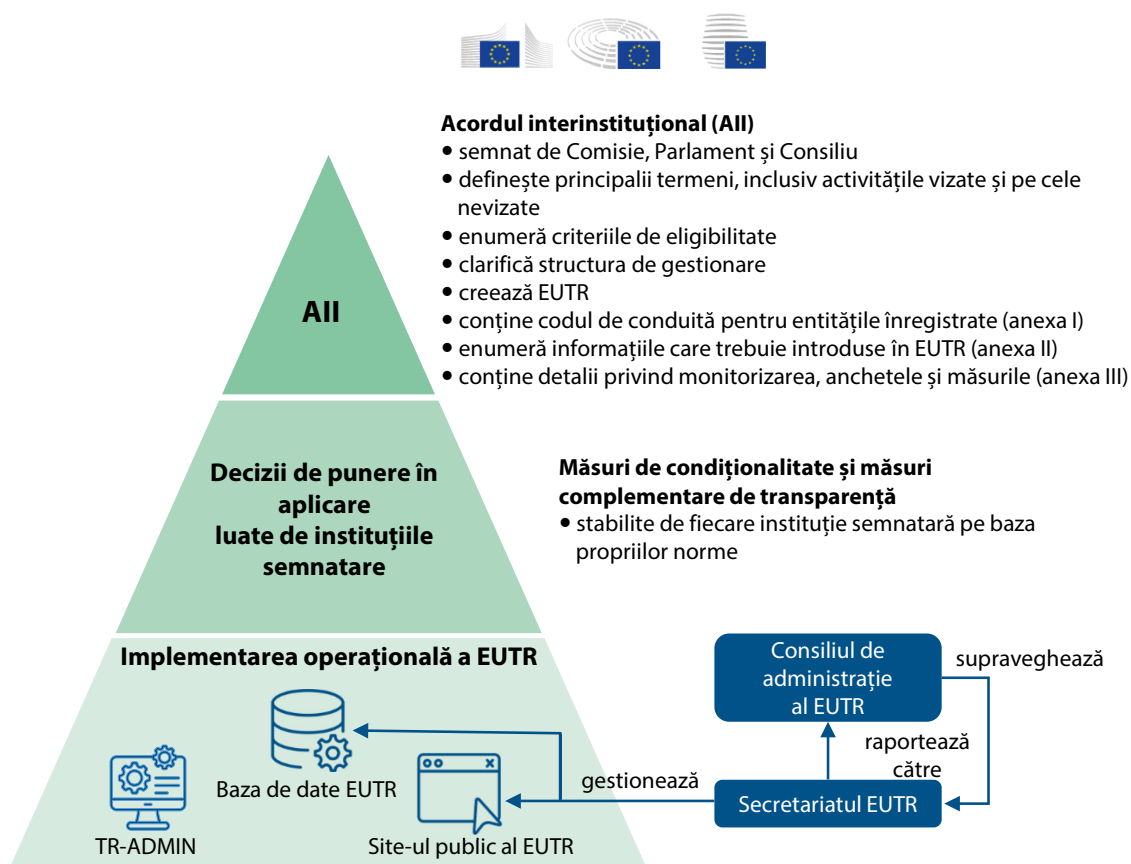 Acordul interinstituțional (AII)
• semnat de Comisie, Parlament și Consiliu
• definește principalii termeni, inclusiv activitățile vizate și pe cele
nevizate
• enumeră criteriile de eligibilitate
• clarifică structura de gestionare
• creează EUTR
• conține codul de conduită pentru entitățile înregistrate (anexa I)
• enumeră informațiile care trebuie introduse în EUTR (anexa II)
• conține detalii privind monitorizarea, anchetele și măsurile (anexa III)
AII
Decizii de punere în
aplicare
luate de instituțiile
semnatare
Măsuri de condiționalitate și măsuri
complementare de transparență
• stabilite de fiecare instituție semnatară pe baza
propriilor norme
Implementarea operațională a EUTR
Baza de date EUTR
TR-ADMIN
Site-ul public al EUTR
gestionează
Consiliul de
administrație
al EUTR
supraveghează
raportează
către
Secretariatul EUTR